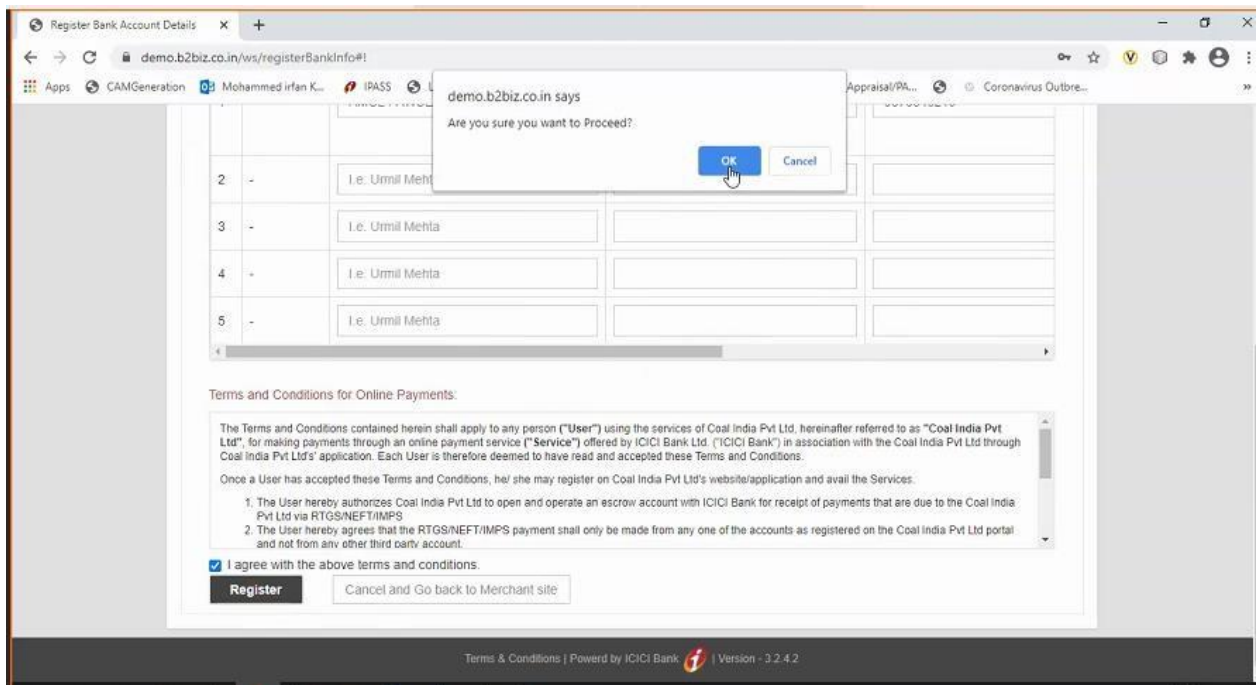 Register Bank Account Details
demo.b2biz.co.in/ws/registerBankInfo#!
Apps CAMGeneration Mohammed irfan K... IPASS Appraisal/PA... Coronavirus Outbre...
demo.b2biz.co.in says
Are you sure you want to Proceed?
OK Cancel
2 - I.e: Urmil Meht
3 - I.e: Urmil Mehta
4 - I.e: Urmil Mehta
5 - I.e: Urmil Mehta
Terms and Conditions for Online Payments:
The Terms and Conditions contained herein shall apply to any person ("User") using the services of Coal India Pvt Ltd, hereinafter referred to as "Coal India Pvt
Ltd", for making payments through an online payment service ("Service") offered by ICICI Bank Ltd. ("ICICI Bank") in association with the Coal India Pvt Ltd through
Coal India Pvt Ltd's' application. Each User is therefore deemed to have read and accepted these Terms and Conditions.
Once a User has accepted these Terms and Conditions, he/ she may register on Coal India Pvt Ltd's website/application and avail the Services.
1. The User hereby authorizes Coal India Pvt Ltd to open and operate an escrow account with ICICI Bank for receipt of payments that are due to the Coal India
Pvt Ltd via RTGS/NEFT/IMPS
2. The User hereby agrees that the RTGS/NEFT/IMPS payment shall only be made from any one of the accounts as registered on the Coal India Pvt Ltd portal
and not from any other third party account.
I agree with the above terms and conditions.
Register Cancel and Go back to Merchant site
Terms & Conditions | Powerd by ICICI Bank | Version - 3.2.4.2